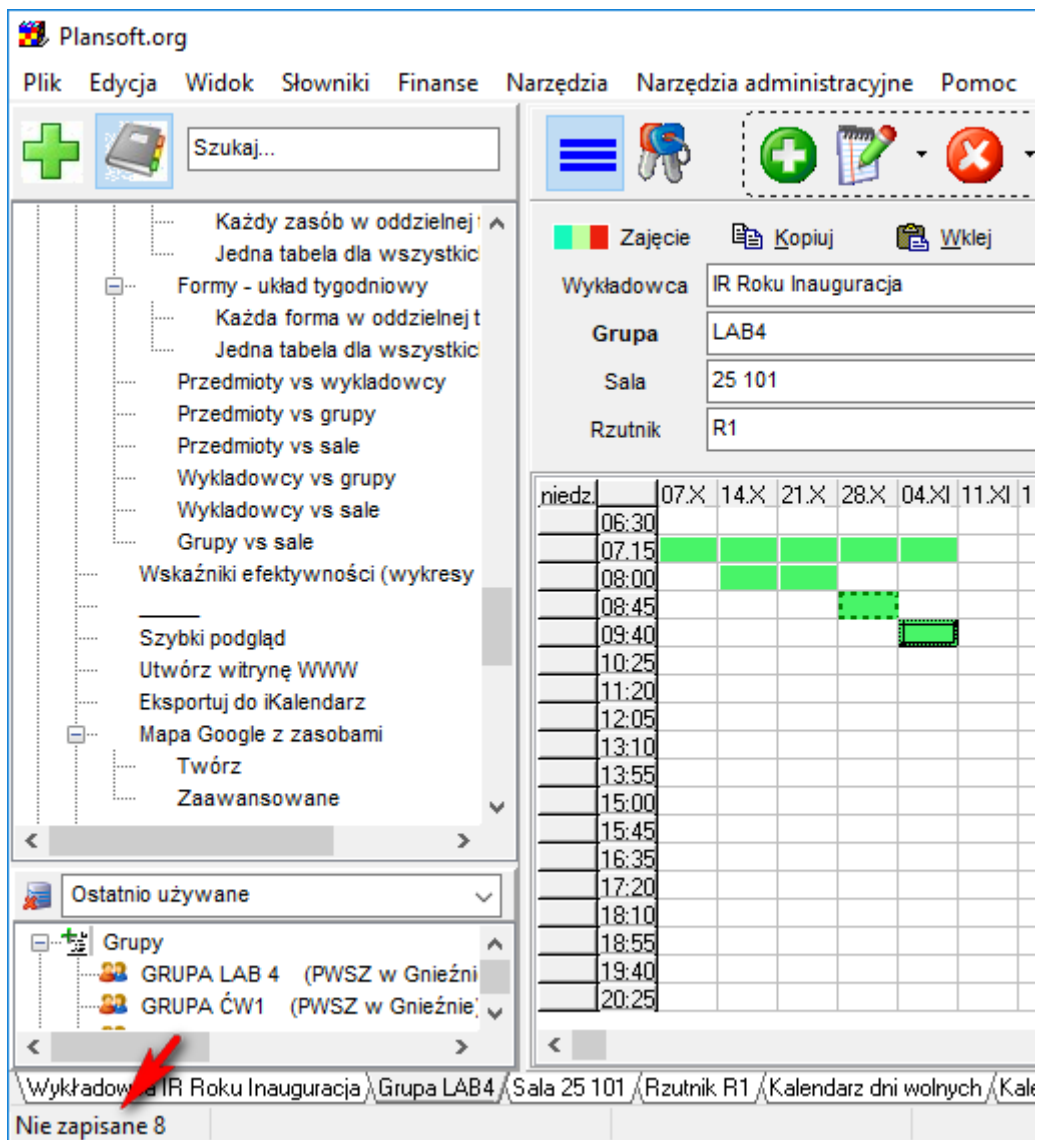 Plansoft.org
Plik Edycja Widok Słowniki Finanse Narzędzia Narzędzia administracyjne Pomoc
Szukaj...
Każdy zasób w oddzielnej
Jedna tabela dla wszystkic
Formy - układ tygodniowy
Każda forma w oddzielnej t
Jedna tabela dla wszystkic
Przedmioty vs wykladowcy
Przedmioty vs grupy
Przedmioty vs sale
Wykladowcy vs grupy
Wykladowcy vs sale
Grupy vs sale
Wskaźniki efektywności (wykresy
Szybki podgląd
Utwórz witrynę WWW
Eksportuj do iKalendarz
Mapa Google z zasobami
Twórz
Zaawansowane
Ostatnio używane
Grupy
GRUPA LAB 4 (PWSZ w Gnieźni
GRUPA ĆW1 (PWSZ w Gnieźnie)
Zajęcie Kopiuj Wklej
Wykładowca IR Roku Inauguracja
Grupa LAB4
Sala 25 101
Rzutnik R1
niedz. 07.X 14.X 21.X 28.X 04.XI 11.XI 1
06:30
07.15
08:00
08:45
09:40
10:25
11:20
12:05
13:10
13:55
15:00
15:45
16:35
17:20
18:10
18:55
19:40
20:25
Wykładowca IR Roku Inauguracja Grupa LAB4 Sala 25 101 Rzutnik R1 Kalendarz dni wolnych Kale
Nie zapisane 8